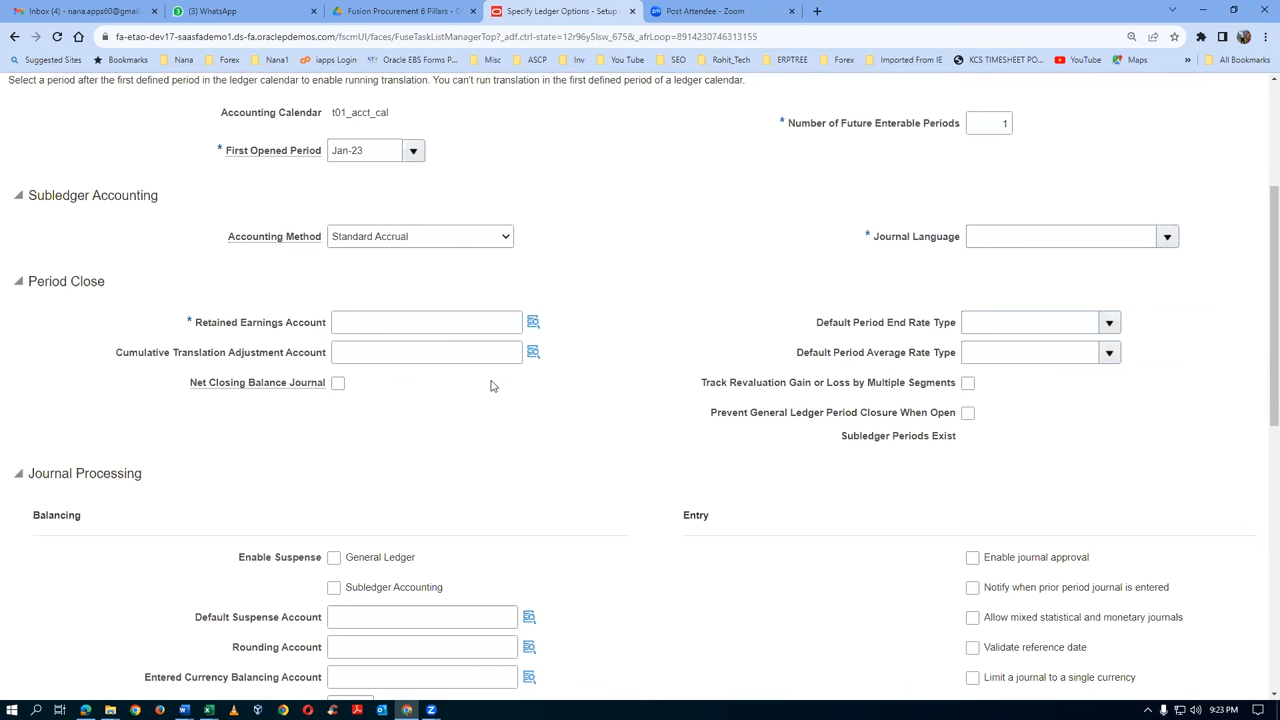 Inbox (4) - nana.apps60@gmail.
(3) WhatsApp
Fusion Procurement 6 Pillars - G
Specify Ledger Options - Setup
Post Attendee - Zoom
fa-etao-dev17-saasfademo1.ds-fa.oraclepdemos.com/fscmUI/faces/FuseTaskListManagerTop?_adf.ctrl-state=12r96y5lsw_675&_afrLoop=8914230746313155
Suggested Sites
Bookmarks
Nana
Forex
Nana1
iapps Login
Oracle EBS Forms P...
Misc
ASCP
Inv
You Tube
SEO
Rohit_Tech
ERPTREE
Forex
Imported From IE
KCS TIMESHEET PO...
YouTube
Maps
»
All Bookmarks
Select a period after the first defined period in the ledger calendar to enable running translation. You can't run translation in the first defined period of a ledger calendar.
Accounting Calendar t01_acct_cal
* Number of Future Enterable Periods 1
* First Opened Period Jan-23
Subledger Accounting
Accounting Method Standard Accrual
* Journal Language
Period Close
* Retained Earnings Account
Default Period End Rate Type
Cumulative Translation Adjustment Account
Default Period Average Rate Type
Net Closing Balance Journal
Track Revaluation Gain or Loss by Multiple Segments
Prevent General Ledger Period Closure When Open
Subledger Periods Exist
Journal Processing
Balancing
Entry
Enable Suspense General Ledger
Enable journal approval
Subledger Accounting
Notify when prior period journal is entered
Default Suspense Account
Allow mixed statistical and monetary journals
Rounding Account
Validate reference date
Entered Currency Balancing Account
Limit a journal to a single currency
9:23 PM